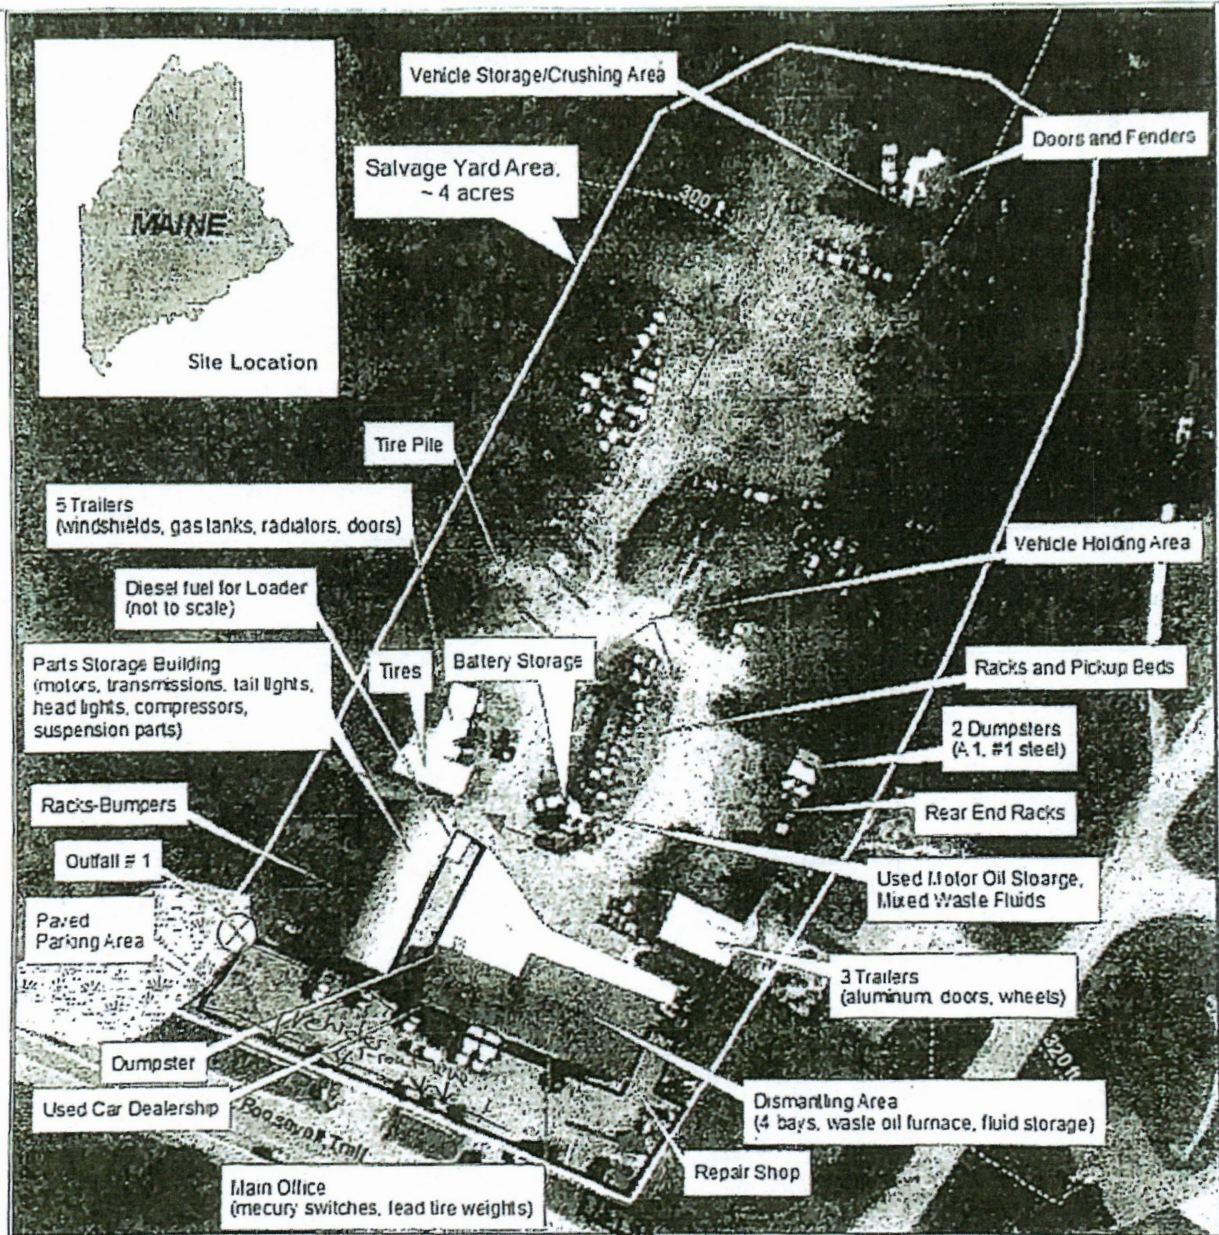 MAINE
Site Location
Vehicle Storage/Crushing Area
Doors and Fenders
Salvage Yard Area,
~ 4 acres
300 ft
Tire Pile
5 Trailers
(windshields, gas tanks, radiators, doors)
Vehicle Holding Area
Diesel fuel for Loader
(not to scale)
Parts Storage Building
(motors, transmissions, tail lights,
head lights, compressors,
suspension parts)
Tires
Battery Storage
Racks and Pickup Beds
2 Dumpsters
(A1, #1 steel)
Racks-Bumpers
Rear End Racks
Outfall # 1
Used Motor Oil Sloarge,
Mixed Waste Fluids
Paved
Parking Area
3 Trailers
(aluminum, doors, wheels)
Dumpster
320 ft
Used Car Dealership
Roosevelt Trail
Dismantling Area
(4 bays, waste oil furnace, fluid storage)
Repair Shop
Main Office
(mecury switches, lead tire weights)